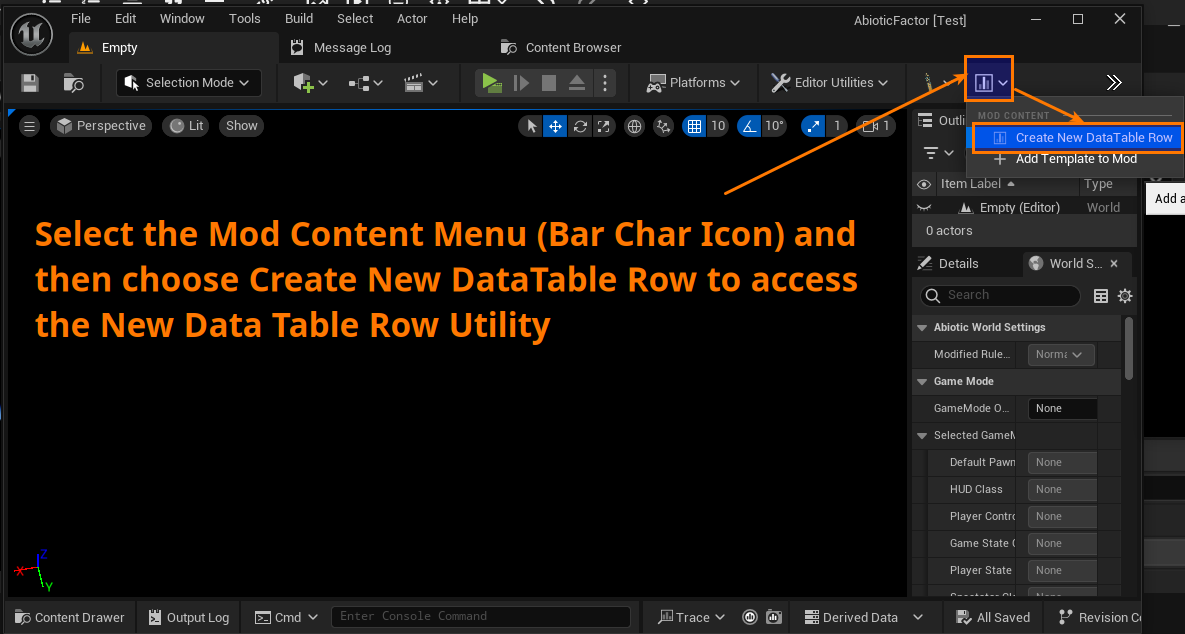 File Edit Window Tools Build Select Actor Help
AbioticFactor [Test]
Empty Message Log Content Browser
Selection Mode Platforms Editor Utilities
MOD CONTENT
Create New DataTable Row
Add Template to Mod
Perspective Lit Show 10 10° 1 1
Item Label Type
Add a
Empty (Editor) World
0 actors
Select the Mod Content Menu (Bar Char Icon) and
then choose Create New DataTable Row to access
the New Data Table Row Utility
Details World S...
Search
Abiotic World Settings
Modified Rule...
Game Mode
GameMode O... None
Selected GameM
Default Pawn None
HUD Class None
Player Contro None
Game State C None
Player State None
Z
X
Y
Content Drawer Output Log Cmd Enter Console Command Trace Derived Data All Saved Revision Co